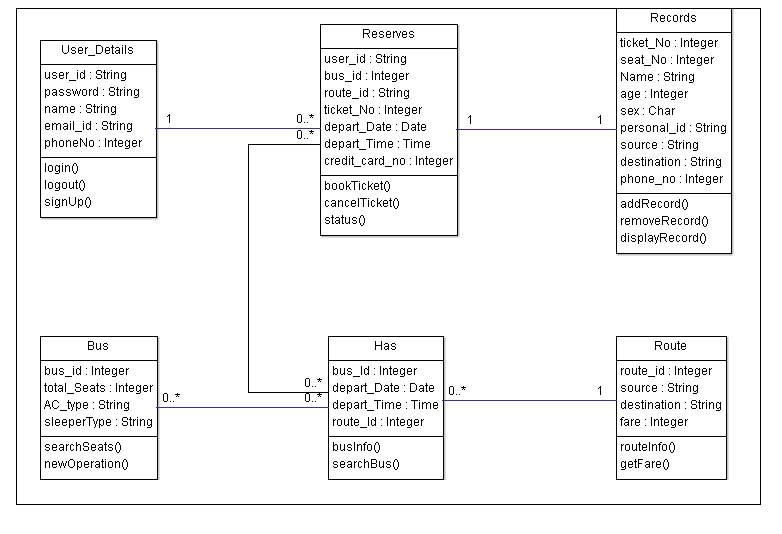 User_Details
user_id : String
password : String
name : String
email_id : String
phoneNo : Integer
login()
logout()
signUp()
1
0..*
0..*
Reserves
user_id : String
bus_id : Integer
route_id : String
ticket_No : Integer
depart_Date : Date
depart_Time : Time
credit_card_no : Integer
bookTicket()
cancelTicket()
status()
1
1
Records
ticket_No : Integer
seat_No : Integer
Name : String
age : Integer
sex : Char
personal_id : String
source : String
destination : String
phone_no : Integer
addRecord()
removeRecord()
displayRecord()
Bus
bus_id : Integer
total_Seats : Integer
AC_type : String
sleeperType : String
searchSeats()
newOperation()
0..*
0..*
0..*
Has
bus_Id : Integer
depart_Date : Date
depart_Time : Time
route_Id : Integer
busInfo()
searchBus()
0..*
1
Route
route_id : Integer
source : String
destination : String
fare : Integer
routeInfo()
getFare()